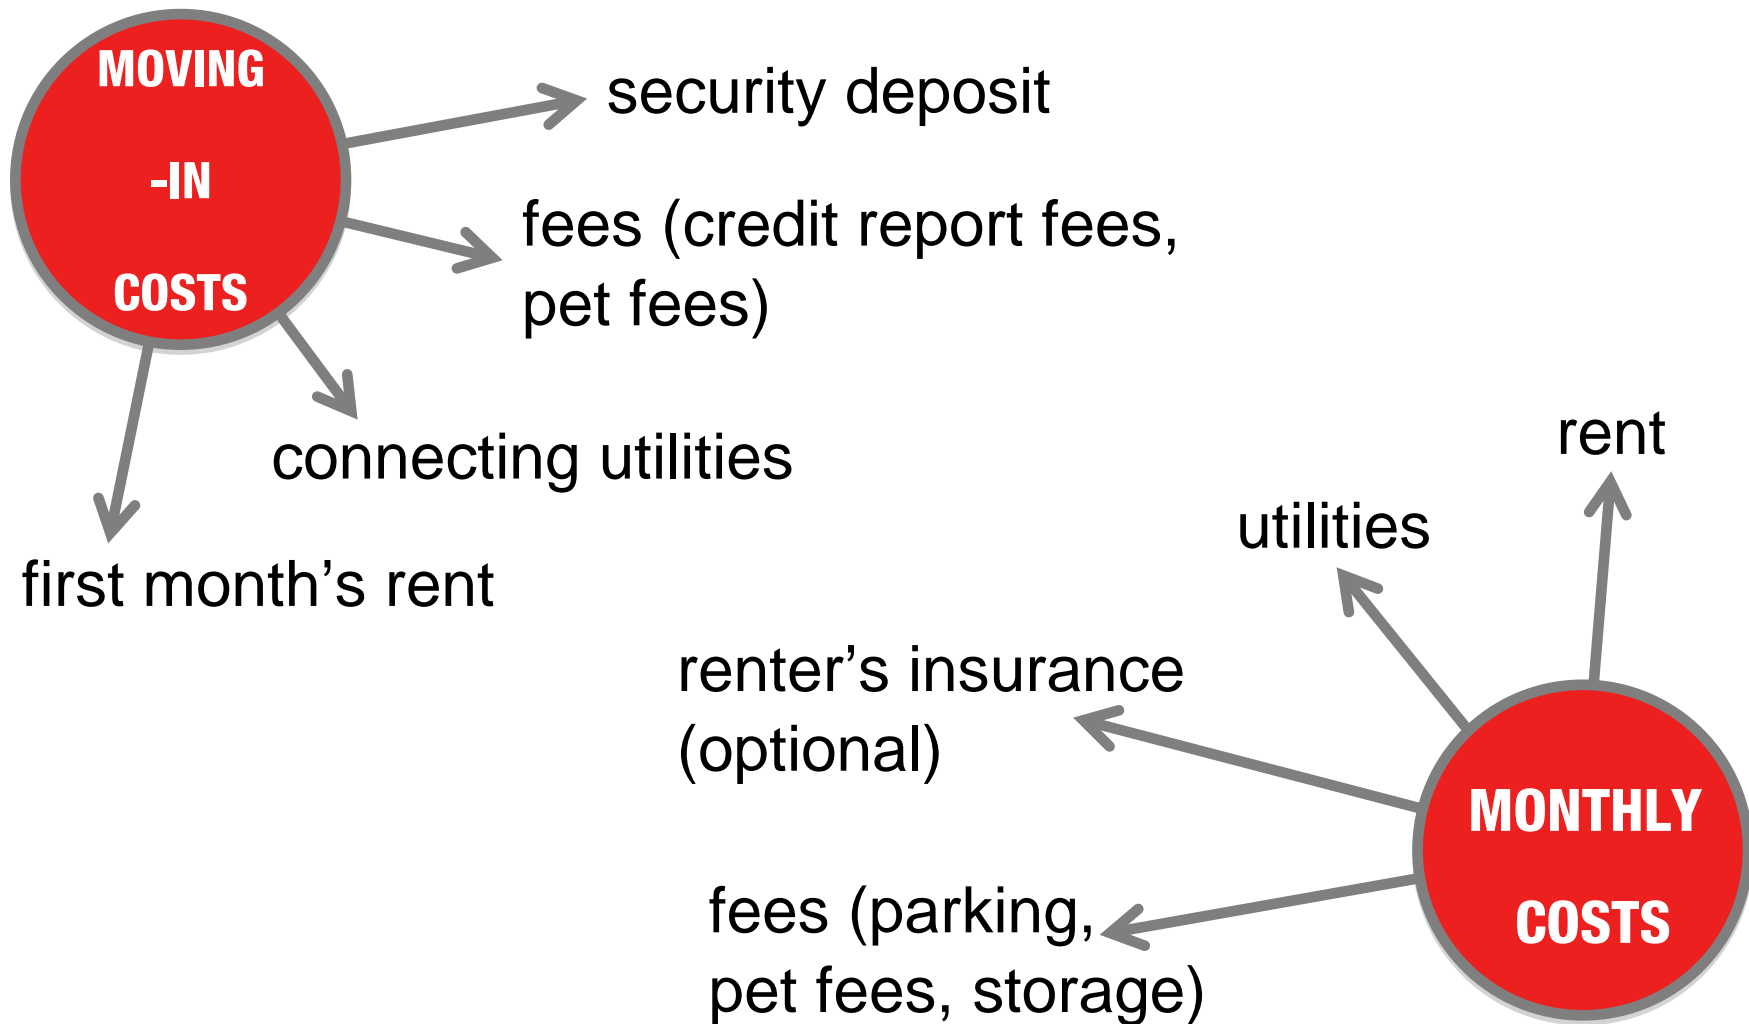 MOVING
-IN
COSTS
security deposit
fees (credit report fees,
pet fees)
connecting utilities
first month’s rent
rent
utilities
renter’s insurance
(optional)
fees (parking,
pet fees, storage)
MONTHLY
COSTS